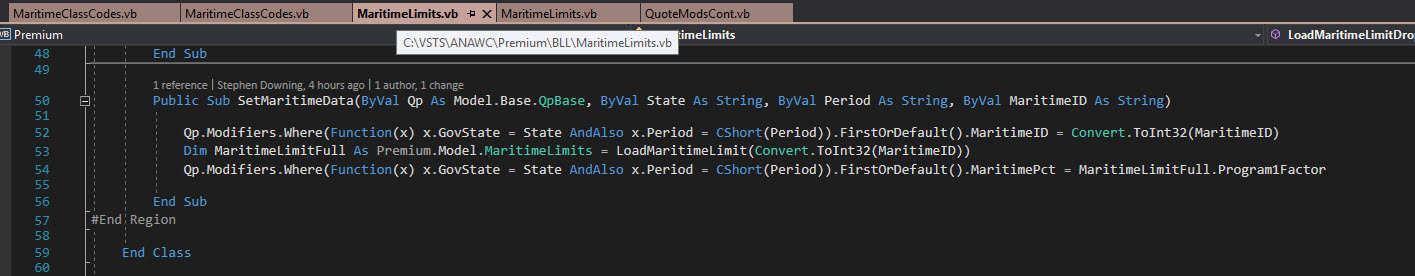 MaritimeClassCodes.vb MaritimeClassCodes.vb MaritimeLimits.vb MaritimeLimits.vb QuoteModsCont.vb
VB Premium ritimeLimits LoadMaritimeLimitDrop
C:\VSTS\ANAWC\Premium\BLL\MaritimeLimits.vb
48 End Sub
49
1 reference | Stephen Downing, 4 hours ago | 1 author, 1 change
50 Public Sub SetMaritimeData(ByVal Qp As Model.Base.QpBase, ByVal State As String, ByVal Period As String, ByVal MaritimeID As String)
51
52 Qp.Modifiers.Where(Function(x) x.GovState = State AndAlso x.Period = CShort(Period)).FirstOrDefault().MaritimeID = Convert.ToInt32(MaritimeID)
53 Dim MaritimeLimitFull As Premium.Model.MaritimeLimits = LoadMaritimeLimit(Convert.ToInt32(MaritimeID))
54 Qp.Modifiers.Where(Function(x) x.GovState = State AndAlso x.Period = CShort(Period)).FirstOrDefault().MaritimePct = MaritimeLimitFull.Program1Factor
55
56 End Sub
57 #End Region
58
59 End Class
60